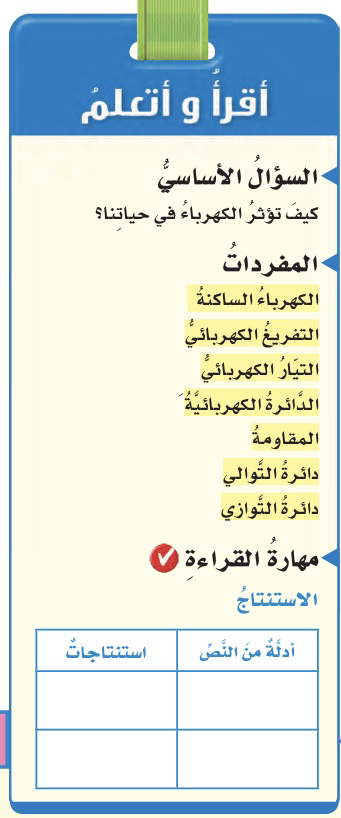 أقرأُ و أتعلمُ
السؤالُ الأساسيُّ
كيفَ تؤثرُ الكهرباءُ في حياتِنا؟
المفرداتُ
الكهرباءُ الساكنةُ
التفريغُ الكهربائيُّ
التيّارُ الكهربائيُّ
الدَّائرةُ الكهربائيَّةُ
المقاومةُ
دائرةُ التَّوالي
دائرةُ التَّوازي
مهارةُ القراءةِ
الاستنتاجُ
أدلَّةٌ منَ النَّصِّ استنتاجاتٌ